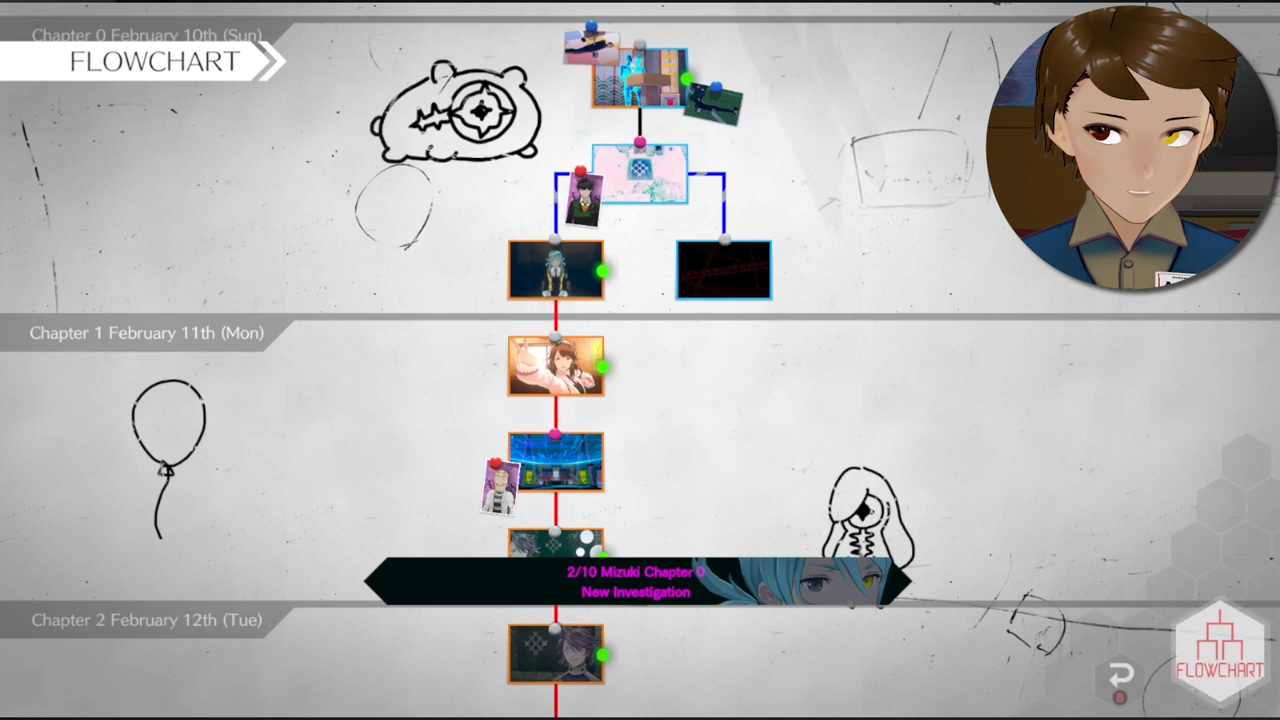 Chapter 0 February 10th (Sun)
FLOWCHART
Chapter 1 February 11th (Mon)
2/10 Mizuki Chapter 0
New Investigation
Chapter 2 February 12th (Tue)
FLOWCHART
B